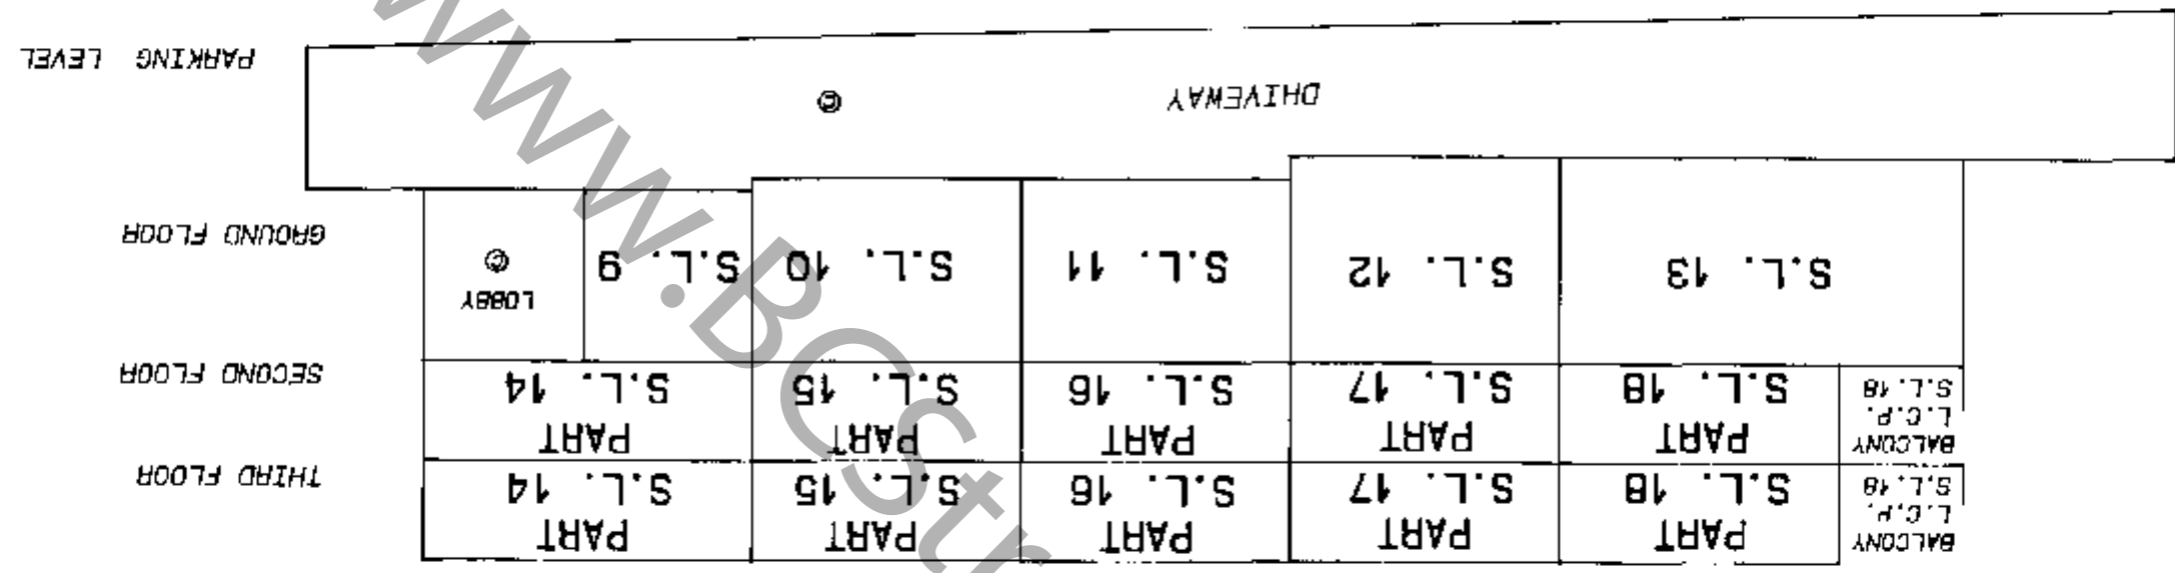 BALCONY
L.C.P.
S.L. 18
PART
S.L. 18
PART
S.L. 17
PART
S.L. 16
PART
S.L. 15
PART
S.L. 14
THIRD FLOOR
BALCONY
L.C.P.
S.L. 18
PART
S.L. 18
PART
S.L. 17
PART
S.L. 16
PART
S.L. 15
PART
S.L. 14
SECOND FLOOR
S.L. 13
S.L. 12
S.L. 11
S.L. 10
S.L. 9
LOBBY
©
GROUND FLOOR
DRIVEWAY
©
PARKING LEVEL
www.BCStr